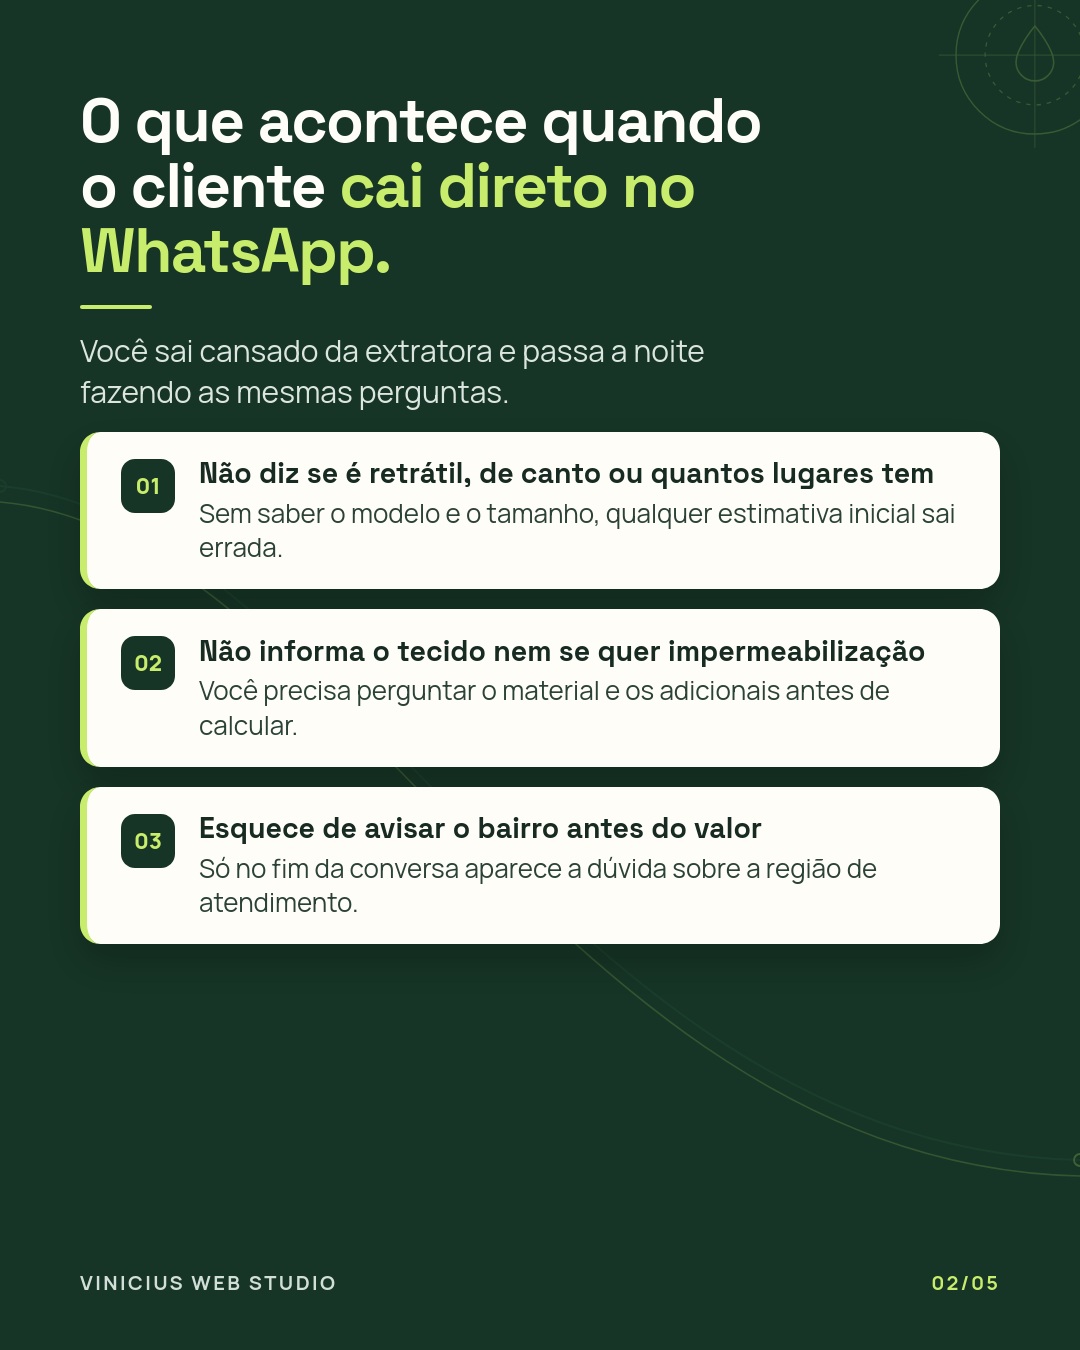 O que acontece quando
o cliente cai direto no
WhatsApp.
Você sai cansado da extratora e passa a noite
fazendo as mesmas perguntas.
01
Não diz se é retrátil, de canto ou quantos lugares tem
Sem saber o modelo e o tamanho, qualquer estimativa inicial sai
errada.
02
Não informa o tecido nem se quer impermeabilização
Você precisa perguntar o material e os adicionais antes de
calcular.
03
Esquece de avisar o bairro antes do valor
Só no fim da conversa aparece a dúvida sobre a região de
atendimento.
VINICIUS WEB STUDIO
02/05